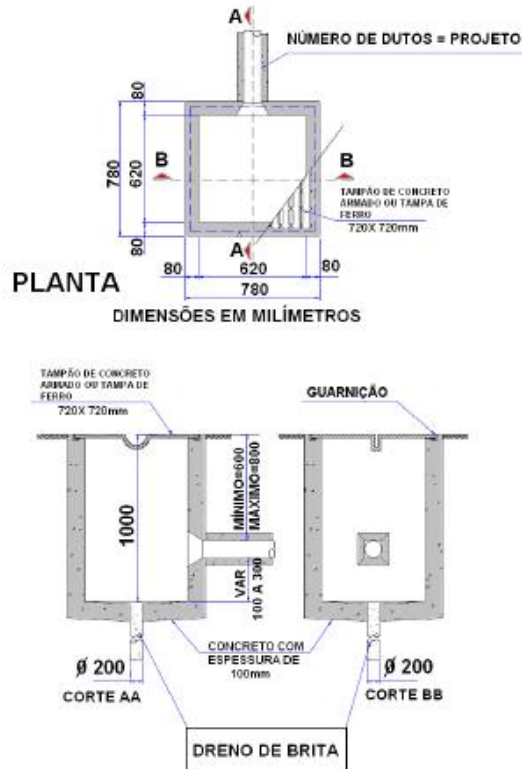 A
NÚMERO DE DUTOS = PROJETO
80
780
620
80
B
B
TAMPÃO DE CONCRETO
ARMADO OU TAMPA DE
FERRO
720X 720mm
A
80
620
80
780
PLANTA
DIMENSÕES EM MILÍMETROS
TAMPÃO DE CONCRETO
ARMADO OU TAMPA DE
FERRO
720X 720mm
GUARNIÇÃO
1000
MÍNIMO=600
MÁXIMO=800
VAR
100 A 300
CONCRETO COM
ESPESSURA DE
100mm
Ø 200
CORTE AA
Ø 200
CORTE BB
DRENO DE BRITA